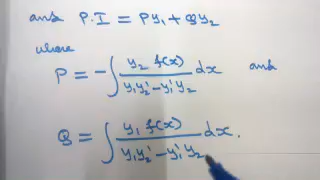 and P.I = Py₁ + Qy₂
where
P = -∫ y₂ f(x) / y₁y₂' - y₁'y₂ dx and
Q = ∫ y₁ f(x) / y₁y₂' - y₁'y₂ dx.